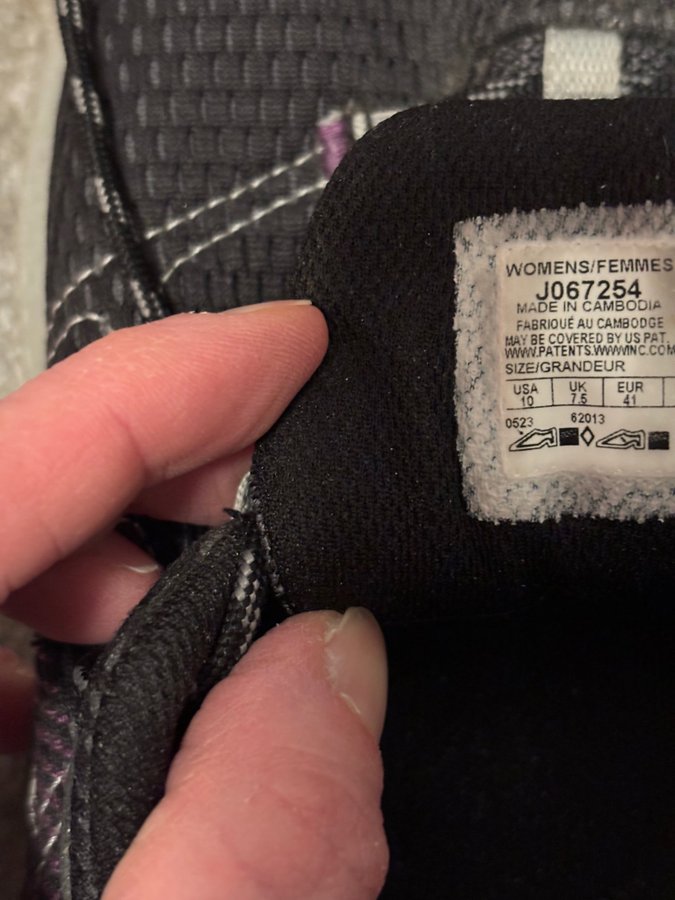 WOMENS/FEMMES
J067254
MADE IN CAMBODIA
FABRIQUÉ AU CAMBODGE
MAY BE COVERED BY US PAT.
WWW.PATENTS.WWWINC.COM
SIZE/GRANDEUR
USA UK EUR
10 7.5 41
0523 62013